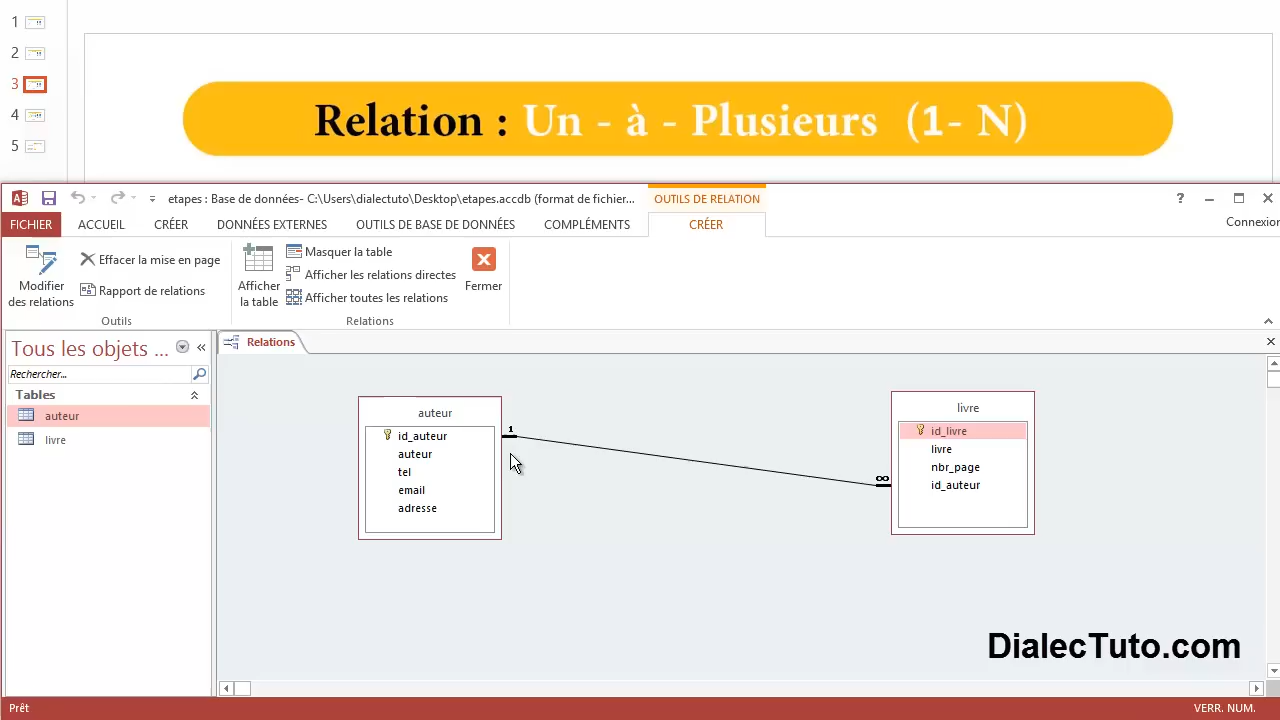 1
2
3
4
5
Relation : Un - à - Plusieurs (1- N)
etapes : Base de données- C:\Users\dialectuto\Desktop\etapes.accdb (format de fichier...
OUTILS DE RELATION
?
FICHIER ACCUEIL CRÉER DONNÉES EXTERNES OUTILS DE BASE DE DONNÉES COMPLÉMENTS CRÉER
Connexion
Modifier
des relations
Effacer la mise en page
Rapport de relations
Outils
Afficher
la table
Masquer la table
Afficher les relations directes
Afficher toutes les relations
Relations
Fermer
Tous les objets ...
Rechercher...
Tables
auteur
livre
Relations
auteur
id_auteur
auteur
tel
email
adresse
1
∞
livre
id_livre
livre
nbr_page
id_auteur
DialecTuto.com
Prêt
VERR. NUM.